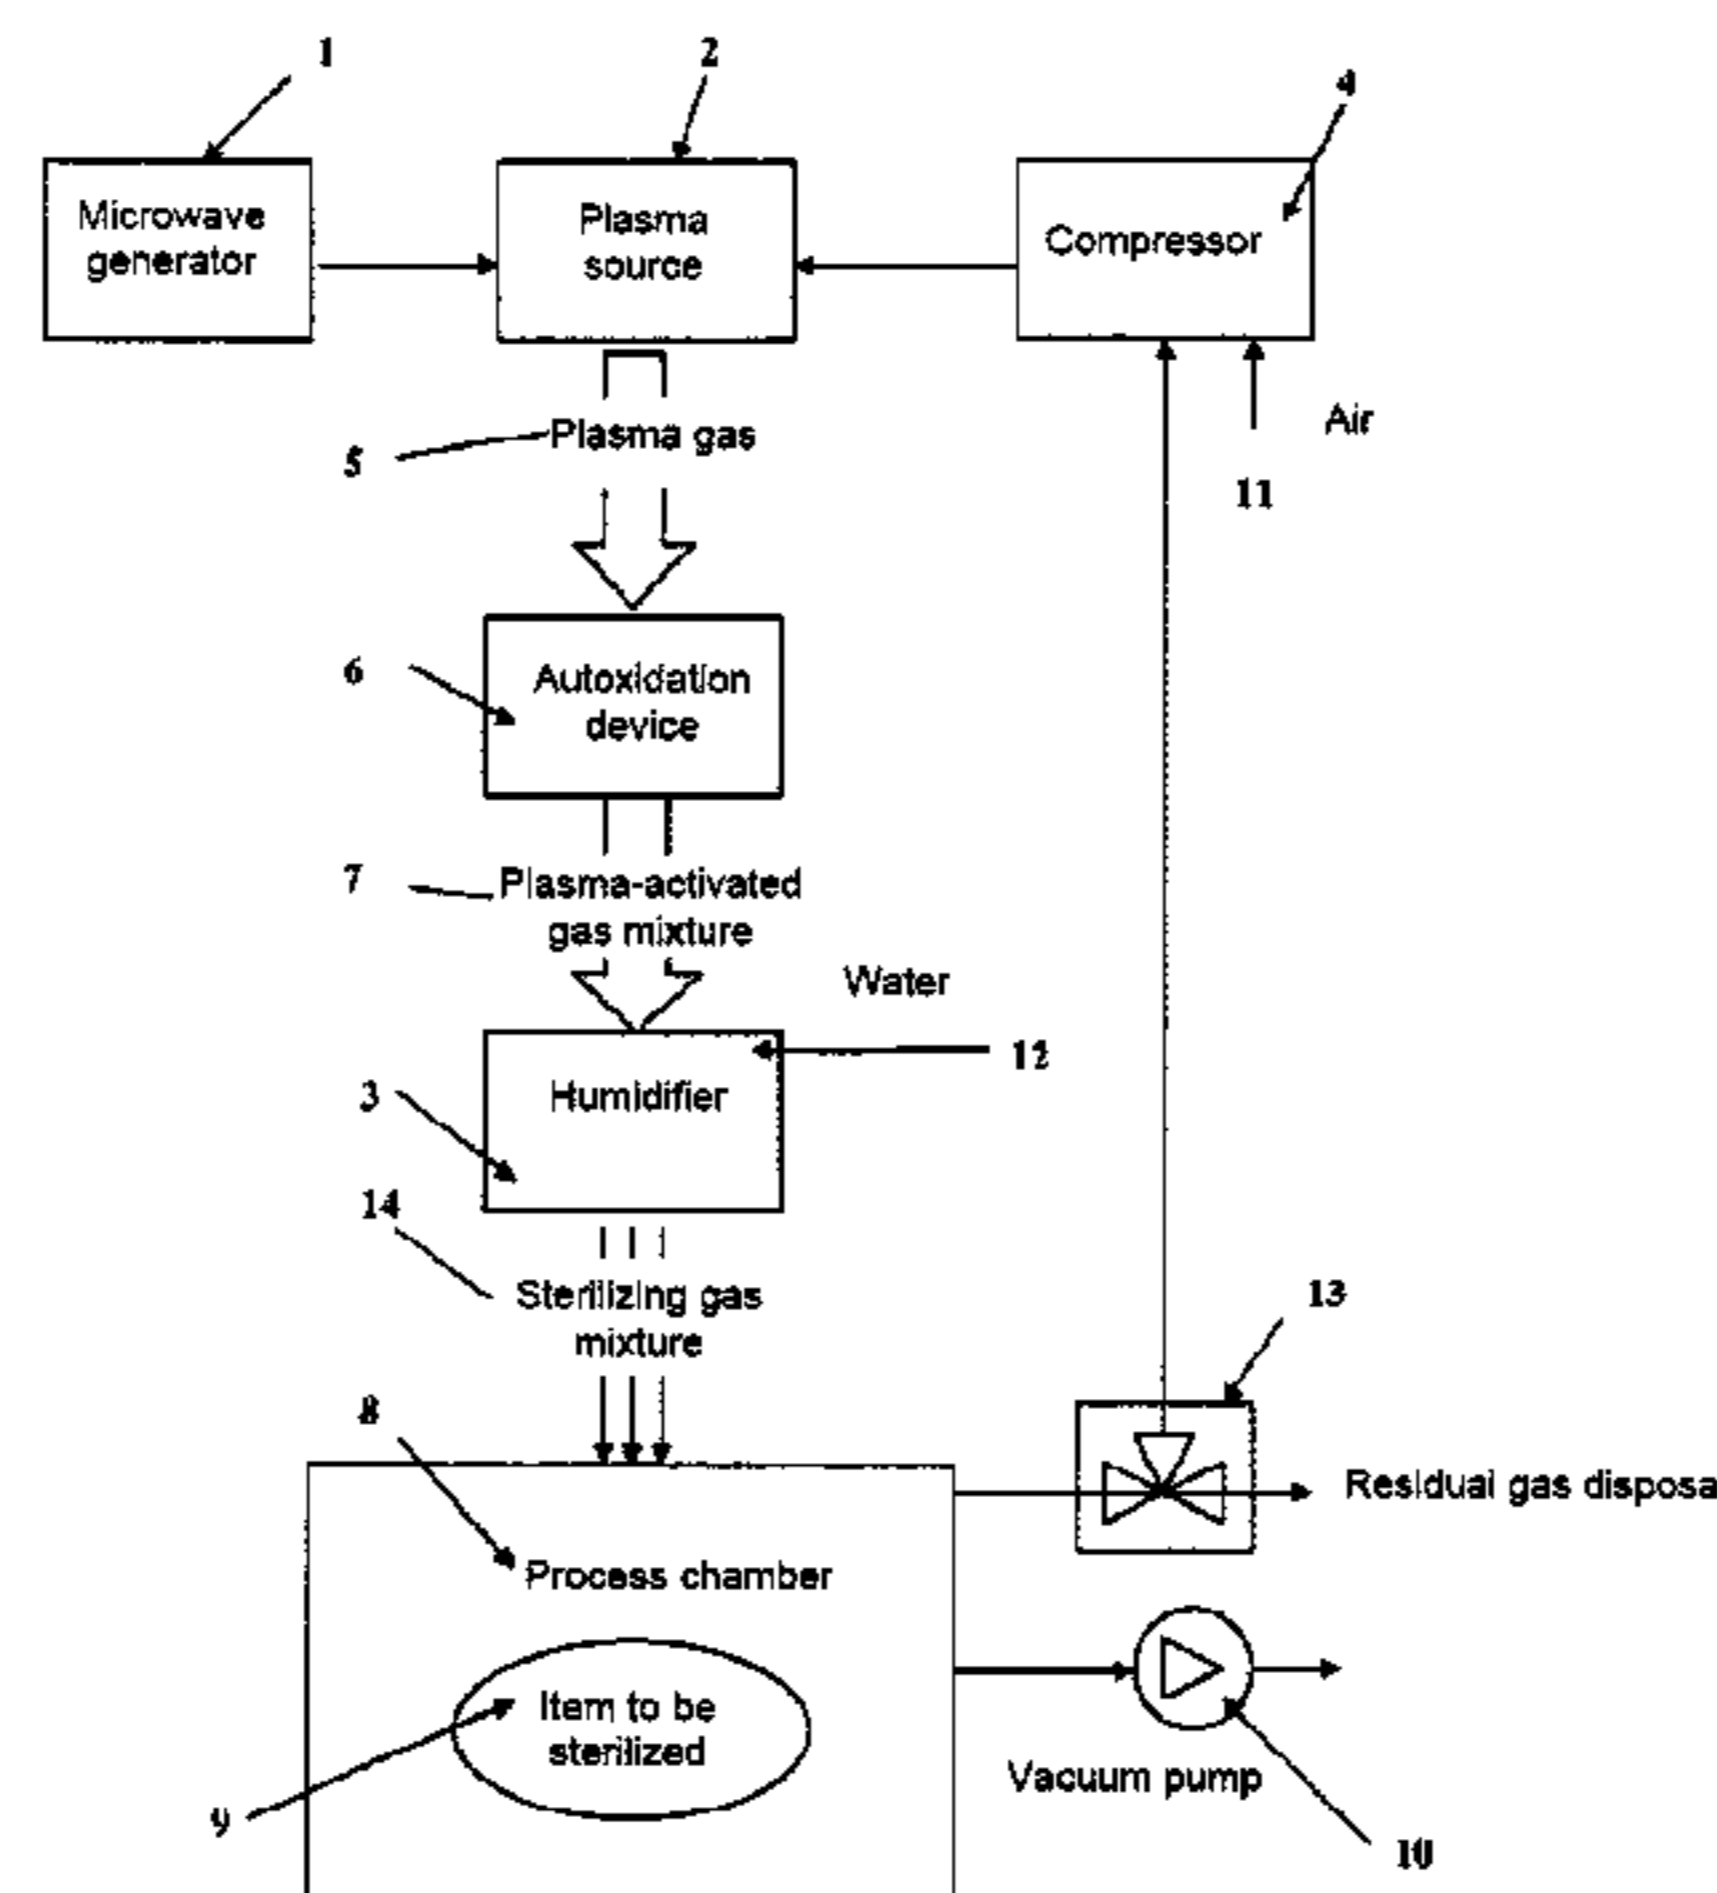 1
2
4
Microwave
generator
Plasma
source
Compressor
5
Plasma gas
Air
11
6
Autoxidation
device
7
Plasma-activated
gas mixture
Water
12
3
Humidifier
14
Sterilizing gas
mixture
13
8
Residual gas disposa
Process chamber
Item to be
sterilized
Vacuum pump
9
10